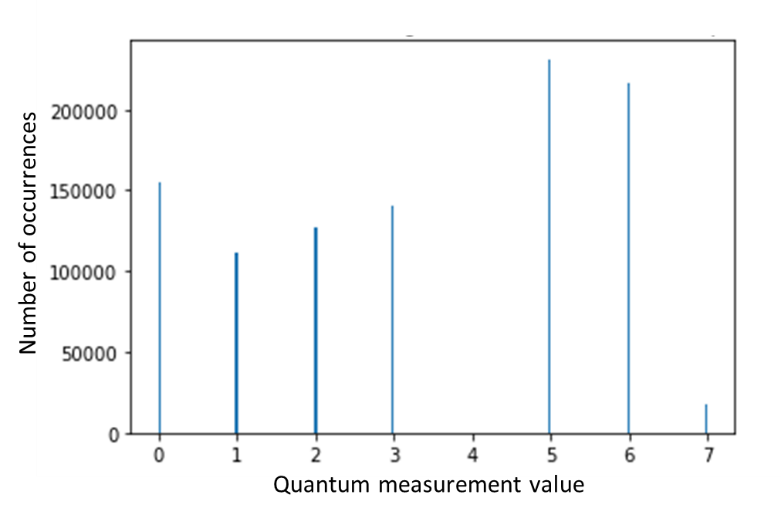 Number of occurrences
200000
150000
100000
50000
0
0 1 2 3 4 5 6 7
Quantum measurement value